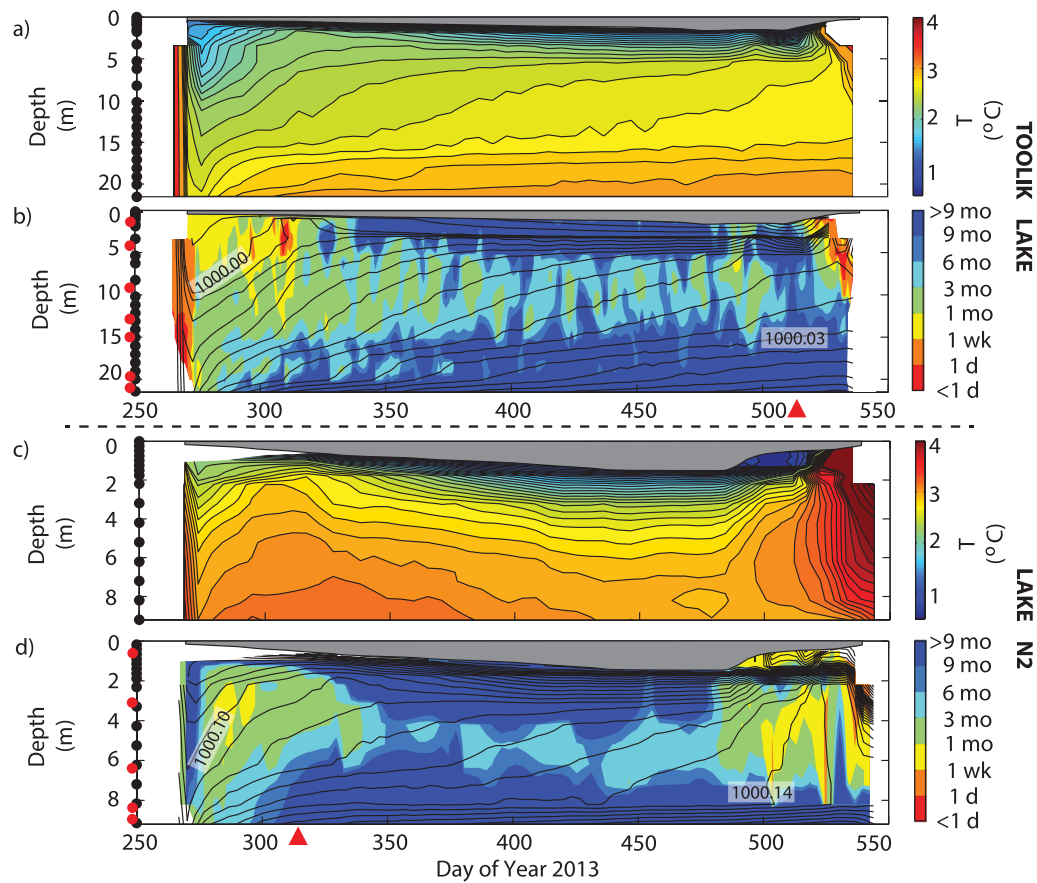 a)
0
5
10
15
20
Depth
(m)
4
3
2
1
T
(°C)
TOOLIK LAKE
b)
0
5
10
15
20
Depth
(m)
1000.00
1000.03
>9 mo
9 mo
6 mo
3 mo
1 mo
1 wk
1 d
<1 d
250
300
350
400
450
500
550
c)
0
2
4
6
8
Depth
(m)
4
3
2
1
T
(°C)
LAKE N2
d)
0
2
4
6
8
Depth
(m)
1000.10
1000.14
>9 mo
9 mo
6 mo
3 mo
1 mo
1 wk
1 d
<1 d
250
300
350
400
450
500
550
Day of Year 2013